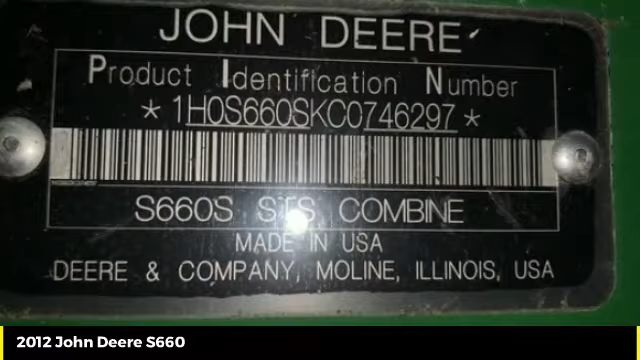 JOHN DEERE
Product Identification Number
*1H0S660SKC0746297*
S660S STS COMBINE
MADE IN USA
DEERE & COMPANY, MOLINE, ILLINOIS, USA
2012 John Deere S660